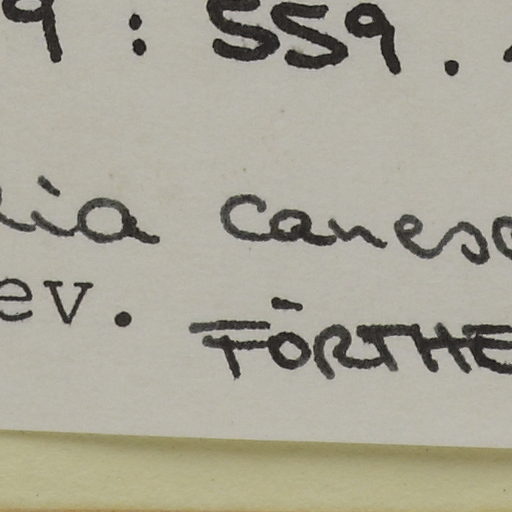 9 : 559.
lia canesc
ev. FÖRTHE